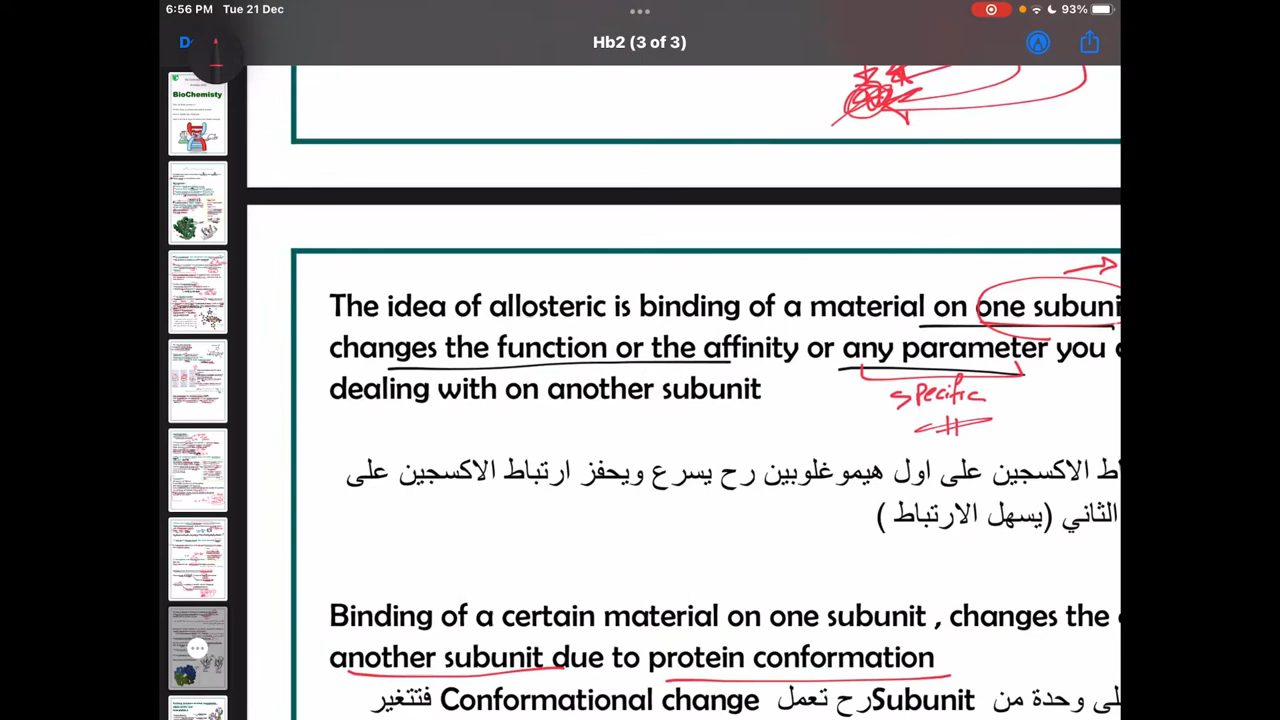 6:56 PM Tue 21 Dec
93%
Hb2 (3 of 3)
BioChemisty
The idea of allosteric is binding of a material on one subuni
changes the function or the affinity or any parameter you
dealing with on another subunit
specific
الاكسجين على اول هيموغلوبين رح يسرع ويحفز ارتباط الاكسجين على
الثاني (يسهل الارتباط )
Binding of a certain material on one subunit , changes the
another subunit due to protein conformation
وحدة من Subunit رح تعمل Conformational change فتتغير